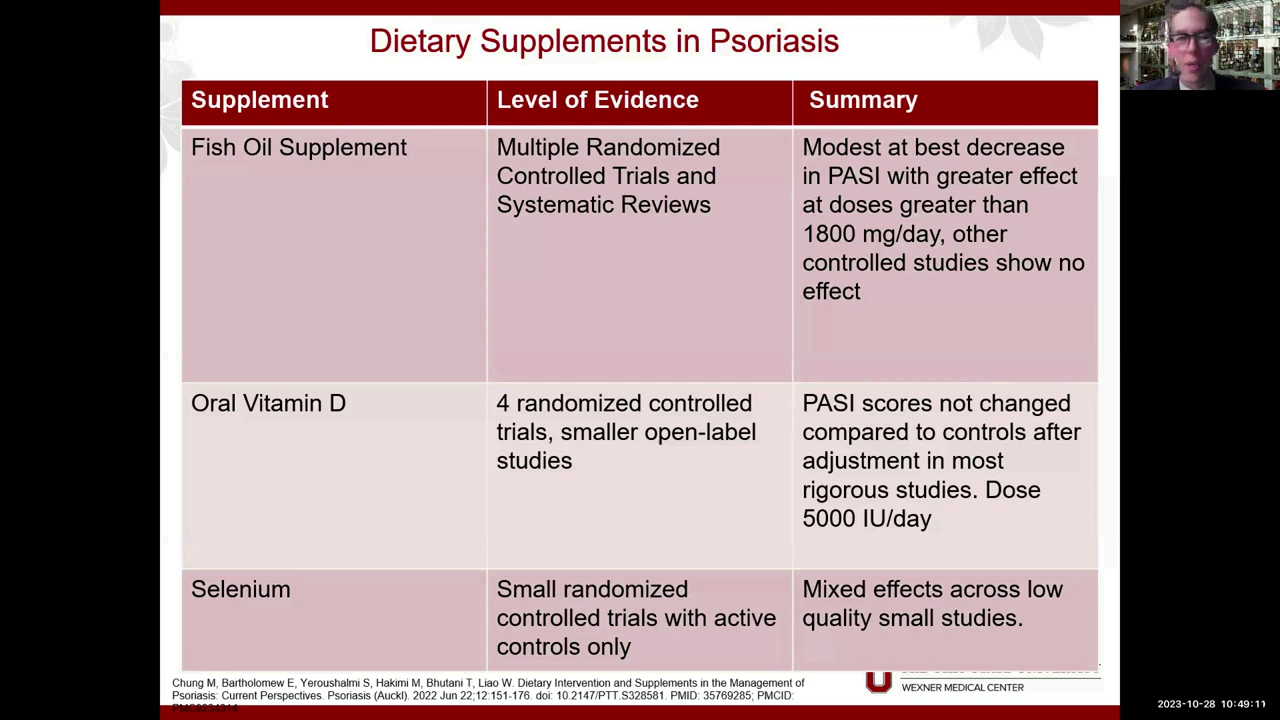 Dietary Supplements in Psoriasis
Supplement
Level of Evidence
Summary
Fish Oil Supplement
Multiple Randomized
Controlled Trials and
Systematic Reviews
Modest at best decrease
in PASI with greater effect
at doses greater than
1800 mg/day, other
controlled studies show no
effect
Oral Vitamin D
4 randomized controlled
trials, smaller open-label
studies
PASI scores not changed
compared to controls after
adjustment in most
rigorous studies. Dose
5000 IU/day
Selenium
Small randomized
controlled trials with active
controls only
Mixed effects across low
quality small studies.
Chung M, Bartholomew E, Yeroushalmi S, Hakimi M, Bhutani T, Liao W. Dietary Intervention and Supplements in the Management of
Psoriasis: Current Perspectives. Psoriasis (Auckl). 2022 Jun 22;12:151-176. doi: 10.2147/PTT.S328581. PMID: 35769285; PMCID:
WEXNER MEDICAL CENTER
2023-10-28 10:49:11